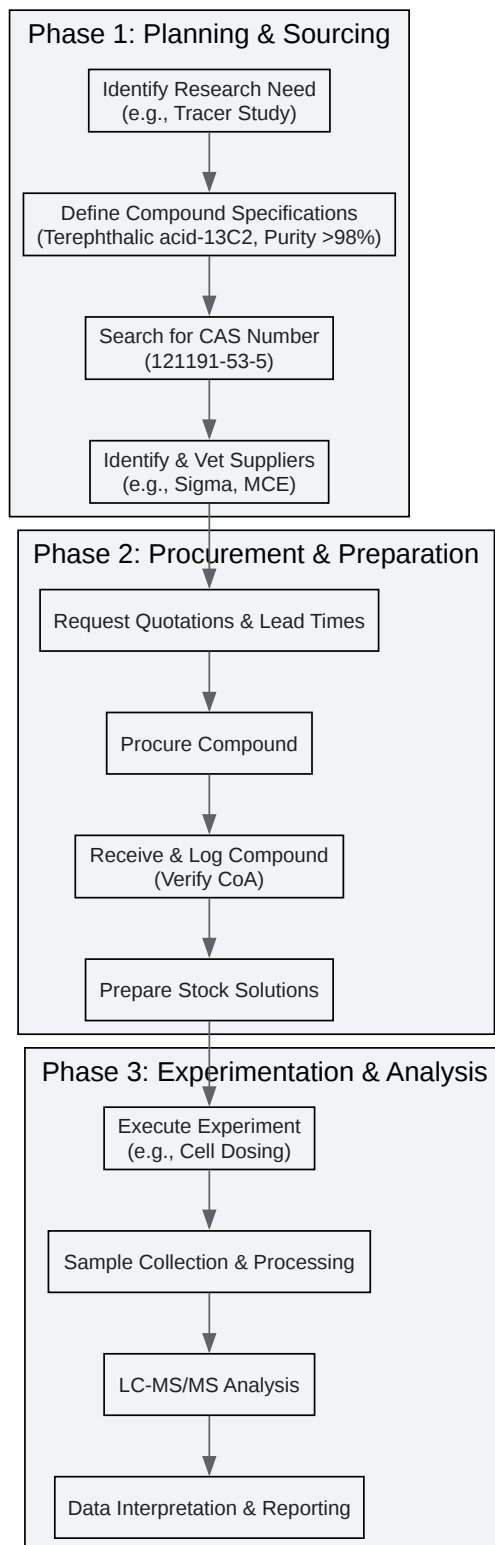 Phase 1: Planning & Sourcing
Identify Research Need
(e.g., Tracer Study)
Define Compound Specifications
(Terephthalic acid-13C2, Purity >98%)
Search for CAS Number
(121191-53-5)
Identify & Vet Suppliers
(e.g., Sigma, MCE)
Phase 2: Procurement & Preparation
Request Quotations & Lead Times
Procure Compound
Receive & Log Compound
(Verify CoA)
Prepare Stock Solutions
Phase 3: Experimentation & Analysis
Execute Experiment
(e.g., Cell Dosing)
Sample Collection & Processing
LC-MS/MS Analysis
Data Interpretation & Reporting